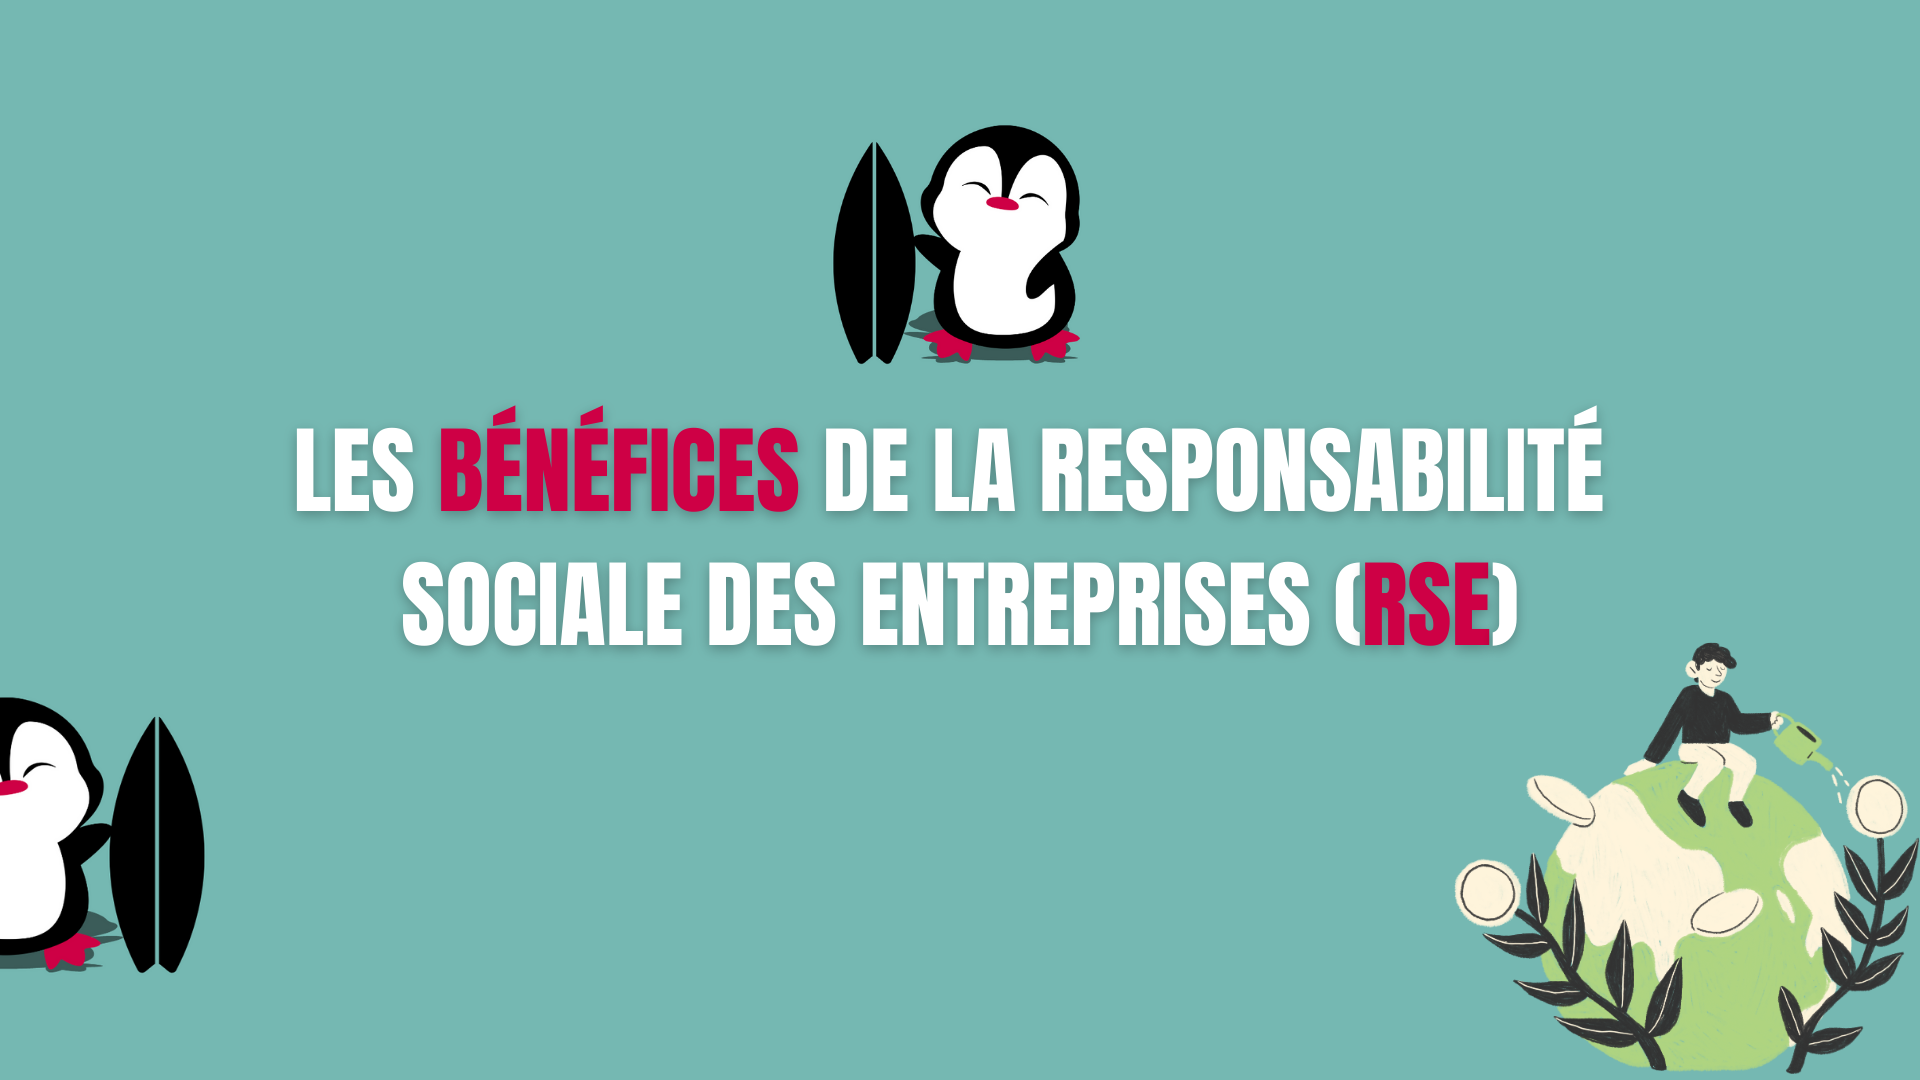 LES BÉNÉFICES DE LA RESPONSABILITÉ
SOCIALE DES ENTREPRISES (RSE)